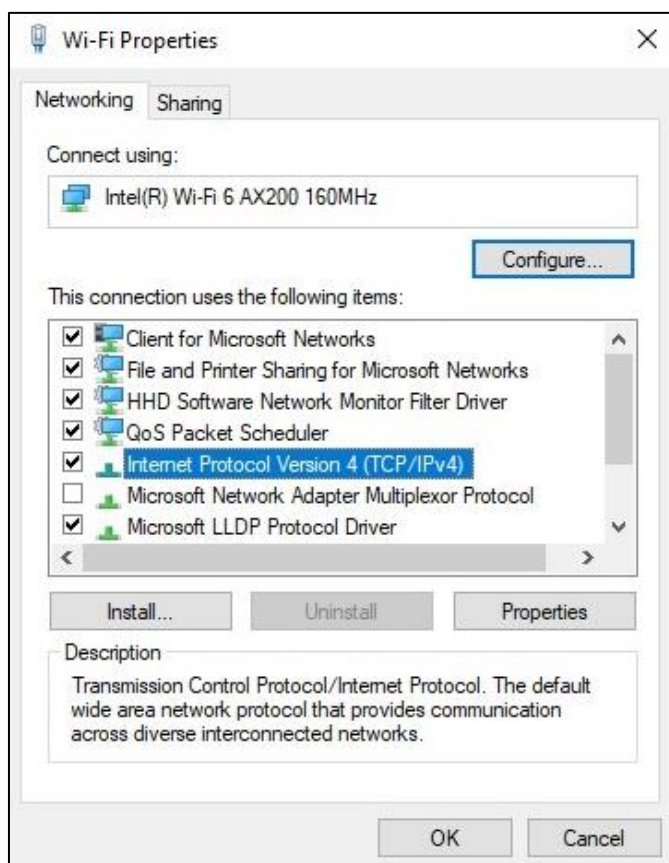 Wi-Fi Properties
Networking
Sharing
Connect using:
Intel(R) Wi-Fi 6 AX200 160MHz
Configure...
This connection uses the following items:
Client for Microsoft Networks
File and Printer Sharing for Microsoft Networks
HHD Software Network Monitor Filter Driver
QoS Packet Scheduler
Internet Protocol Version 4 (TCP/IPv4)
Microsoft Network Adapter Multiplexor Protocol
Microsoft LLDP Protocol Driver
Install...
Uninstall
Properties
Description
Transmission Control Protocol/Internet Protocol. The default
wide area network protocol that provides communication
across diverse interconnected networks.
OK
Cancel